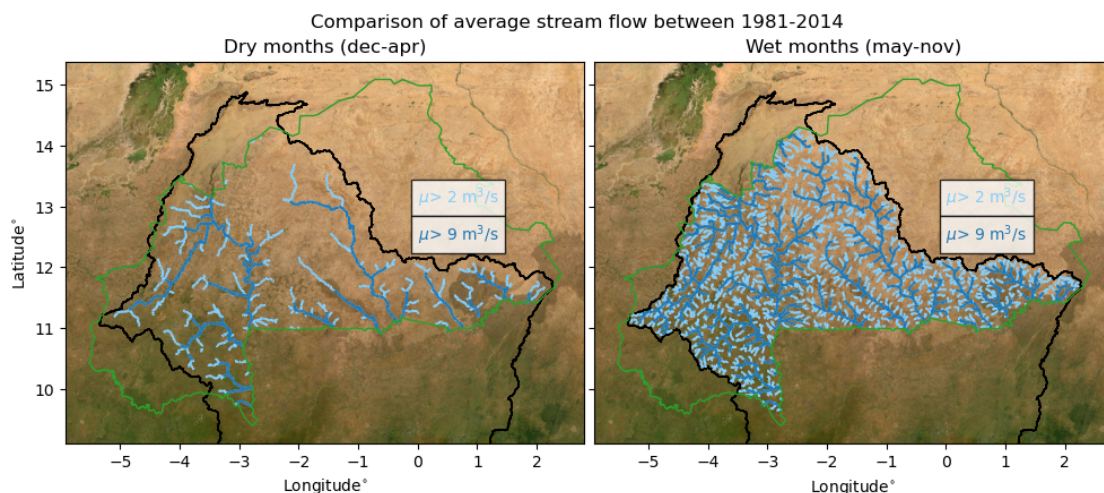 Comparison of average stream flow between 1981-2014
Dry months (dec-apr)
Wet months (may-nov)
15
14
13
12
11
10
Latitude°
μ> 2 m³/s
μ> 9 m³/s
μ> 2 m³/s
μ> 9 m³/s
−5 −4 −3 −2 −1 0 1 2
−5 −4 −3 −2 −1 0 1 2
Longitude°
Longitude°